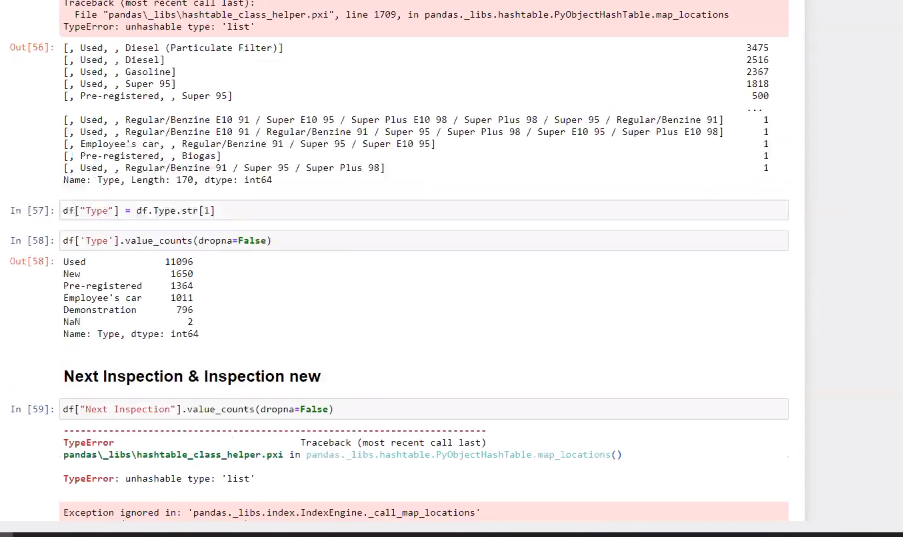 Traceback (most recent call last):
File "pandas\_libs\hashtable_class_helper.pxi", line 1709, in pandas._libs.hashtable.PyObjectHashTable.map_locations
TypeError: unhashable type: 'list'
Out[56]: [, Used, , Diesel (Particulate Filter)] 3475
[, Used, , Diesel] 2516
[, Used, , Gasoline] 2367
[, Used, , Super 95] 1818
[, Pre-registered, , Super 95] 500
...
[, Used, , Regular/Benzine E10 91 / Super E10 95 / Super Plus E10 98 / Super Plus 98 / Super 95 / Regular/Benzine 91] 1
[, Used, , Regular/Benzine E10 91 / Regular/Benzine 91 / Super 95 / Super Plus 98 / Super E10 95 / Super Plus E10 98] 1
[, Employee's car, , Regular/Benzine 91 / Super 95 / Super E10 95] 1
[, Pre-registered, , Biogas] 1
[, Used, , Regular/Benzine 91 / Super 95 / Super Plus 98] 1
Name: Type, Length: 170, dtype: int64
In [57]: df["Type"] = df.Type.str[1]
In [58]: df['Type'].value_counts(dropna=False)
Out[58]: Used 11096
New 1650
Pre-registered 1364
Employee's car 1011
Demonstration 796
NaN 2
Name: Type, dtype: int64
Next Inspection & Inspection new
In [59]: df["Next Inspection"].value_counts(dropna=False)
---------------------------------------------------------------------------
TypeError Traceback (most recent call last)
pandas\_libs\hashtable_class_helper.pxi in pandas._libs.hashtable.PyObjectHashTable.map_locations()
TypeError: unhashable type: 'list'
Exception ignored in: 'pandas._libs.index.IndexEngine._call_map_locations'